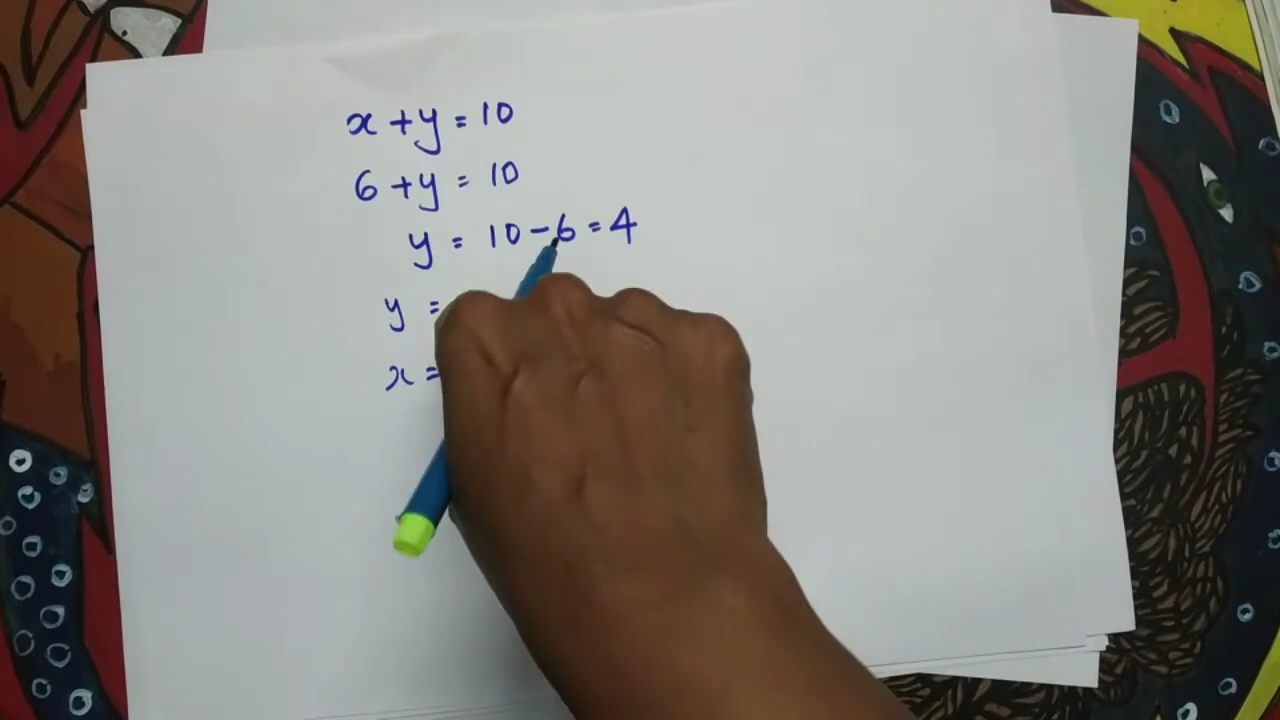 x + y = 10
6 + y = 10
y = 10 - 6 = 4
y =
x =